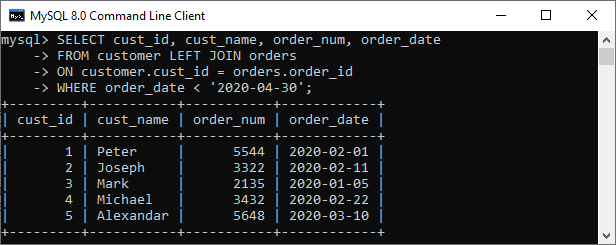 MySQL 8.0 Command Line Client
mysql> SELECT cust_id, cust_name, order_num, order_date
    -> FROM customer LEFT JOIN orders
    -> ON customer.cust_id = orders.order_id
    -> WHERE order_date < '2020-04-30';
+---------+-----------+-----------+------------+
| cust_id | cust_name | order_num | order_date |
+---------+-----------+-----------+------------+
|       1 | Peter     |      5544 | 2020-02-01 |
|       2 | Joseph    |      3322 | 2020-02-11 |
|       3 | Mark      |      2135 | 2020-01-05 |
|       4 | Michael   |      3432 | 2020-02-22 |
|       5 | Alexandar |      5648 | 2020-03-10 |
+---------+-----------+-----------+------------+